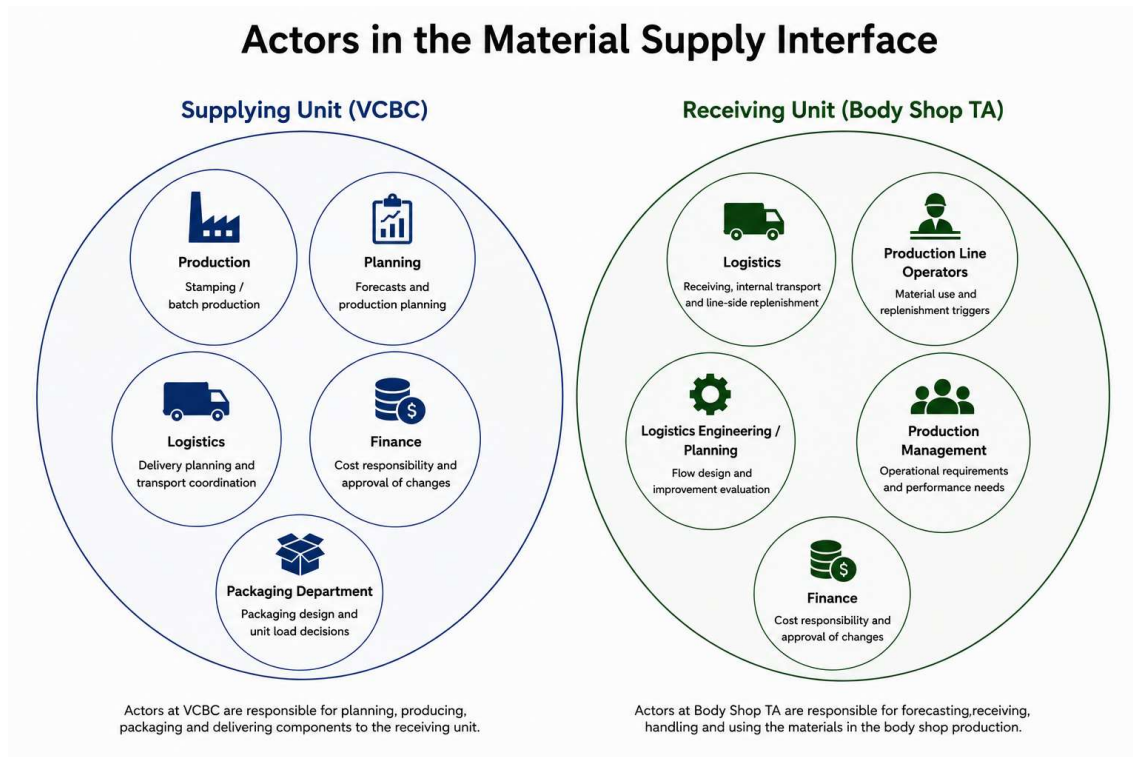 Actors in the Material Supply Interface
Supplying Unit (VCBC)
Production
Stamping /
batch production
Planning
Forecasts and
production planning
Logistics
Delivery planning and
transport coordination
$
Finance
Cost responsibility and
approval of changes
Packaging Department
Packaging design and
unit load decisions
Actors at VCBC are responsible for planning, producing,
packaging and delivering components to the receiving unit.
Receiving Unit (Body Shop TA)
Logistics
Receiving, internal transport
and line-side replenishment
Production Line
Operators
Material use and
replenishment triggers
Logistics Engineering /
Planning
Flow design and
improvement evaluation
Production
Management
Operational requirements
and performance needs
$
Finance
Cost responsibility and
approval of changes
Actors at Body Shop TA are responsible for forecasting,receiving,
handling and using the materials in the body shop production.